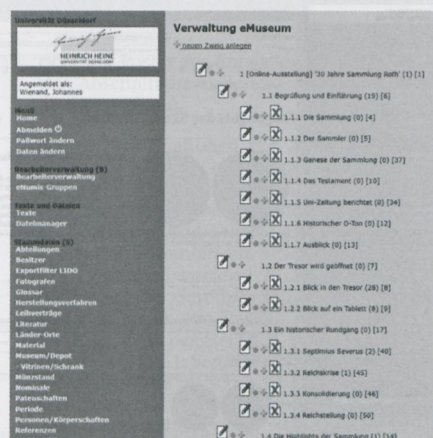 Universität Düsseldorf
HEINRICH HEINE
UNIVERSITÄT DÜSSELDORF
Angemeldet als:
Wienand, Johannes
Menü
Home
Abmelden
Paßwort ändern
Daten ändern
Bearbeiterverwaltung (B)
Bearbeiterverwaltung
eNumis-Gruppen
Texte und Dateien
Texte
Dateimanager
Stammdaten (S)
Abteilungen
Besitzer
Exportfilter LIDO
Fotografen
Glossar
Herstellungsverfahren
Leihverträge
Literatur
Länder-Orte
Material
Museum/Depot
- Vitrinen/Schrank
Münzstand
Nominale
Patenschaften
Periode
Personen/Körperschaften
Referenzen
Verwaltung eMuseum
neuen Zweig anlegen
1 [Online-Ausstellung] '30 Jahre Sammlung Roth' (1) [1]
1.1 Begrüßung und Einführung (19) [6]
1.1.1 Die Sammlung (0) [4]
1.1.2 Der Sammler (0) [5]
1.1.3 Genese der Sammlung (0) [37]
1.1.4 Das Testament (0) [10]
1.1.5 Uni-Zeitung berichtet (0) [34]
1.1.6 Historischer O-Ton (0) [12]
1.1.7 Ausblick (0) [13]
1.2 Der Tresor wird geöffnet (0) [7]
1.2.1 Blick in den Tresor (28) [8]
1.2.2 Blick auf ein Tablett (8) [9]
1.3 Ein historischer Rundgang (0) [17]
1.3.1 Septimius Severus (2) [40]
1.3.2 Reichskrise (1) [45]
1.3.3 Konsolidierung (0) [46]
1.3.4 Reichsteilung (0) [50]
1.4 Die Highlights der Sammlung (1) [14]